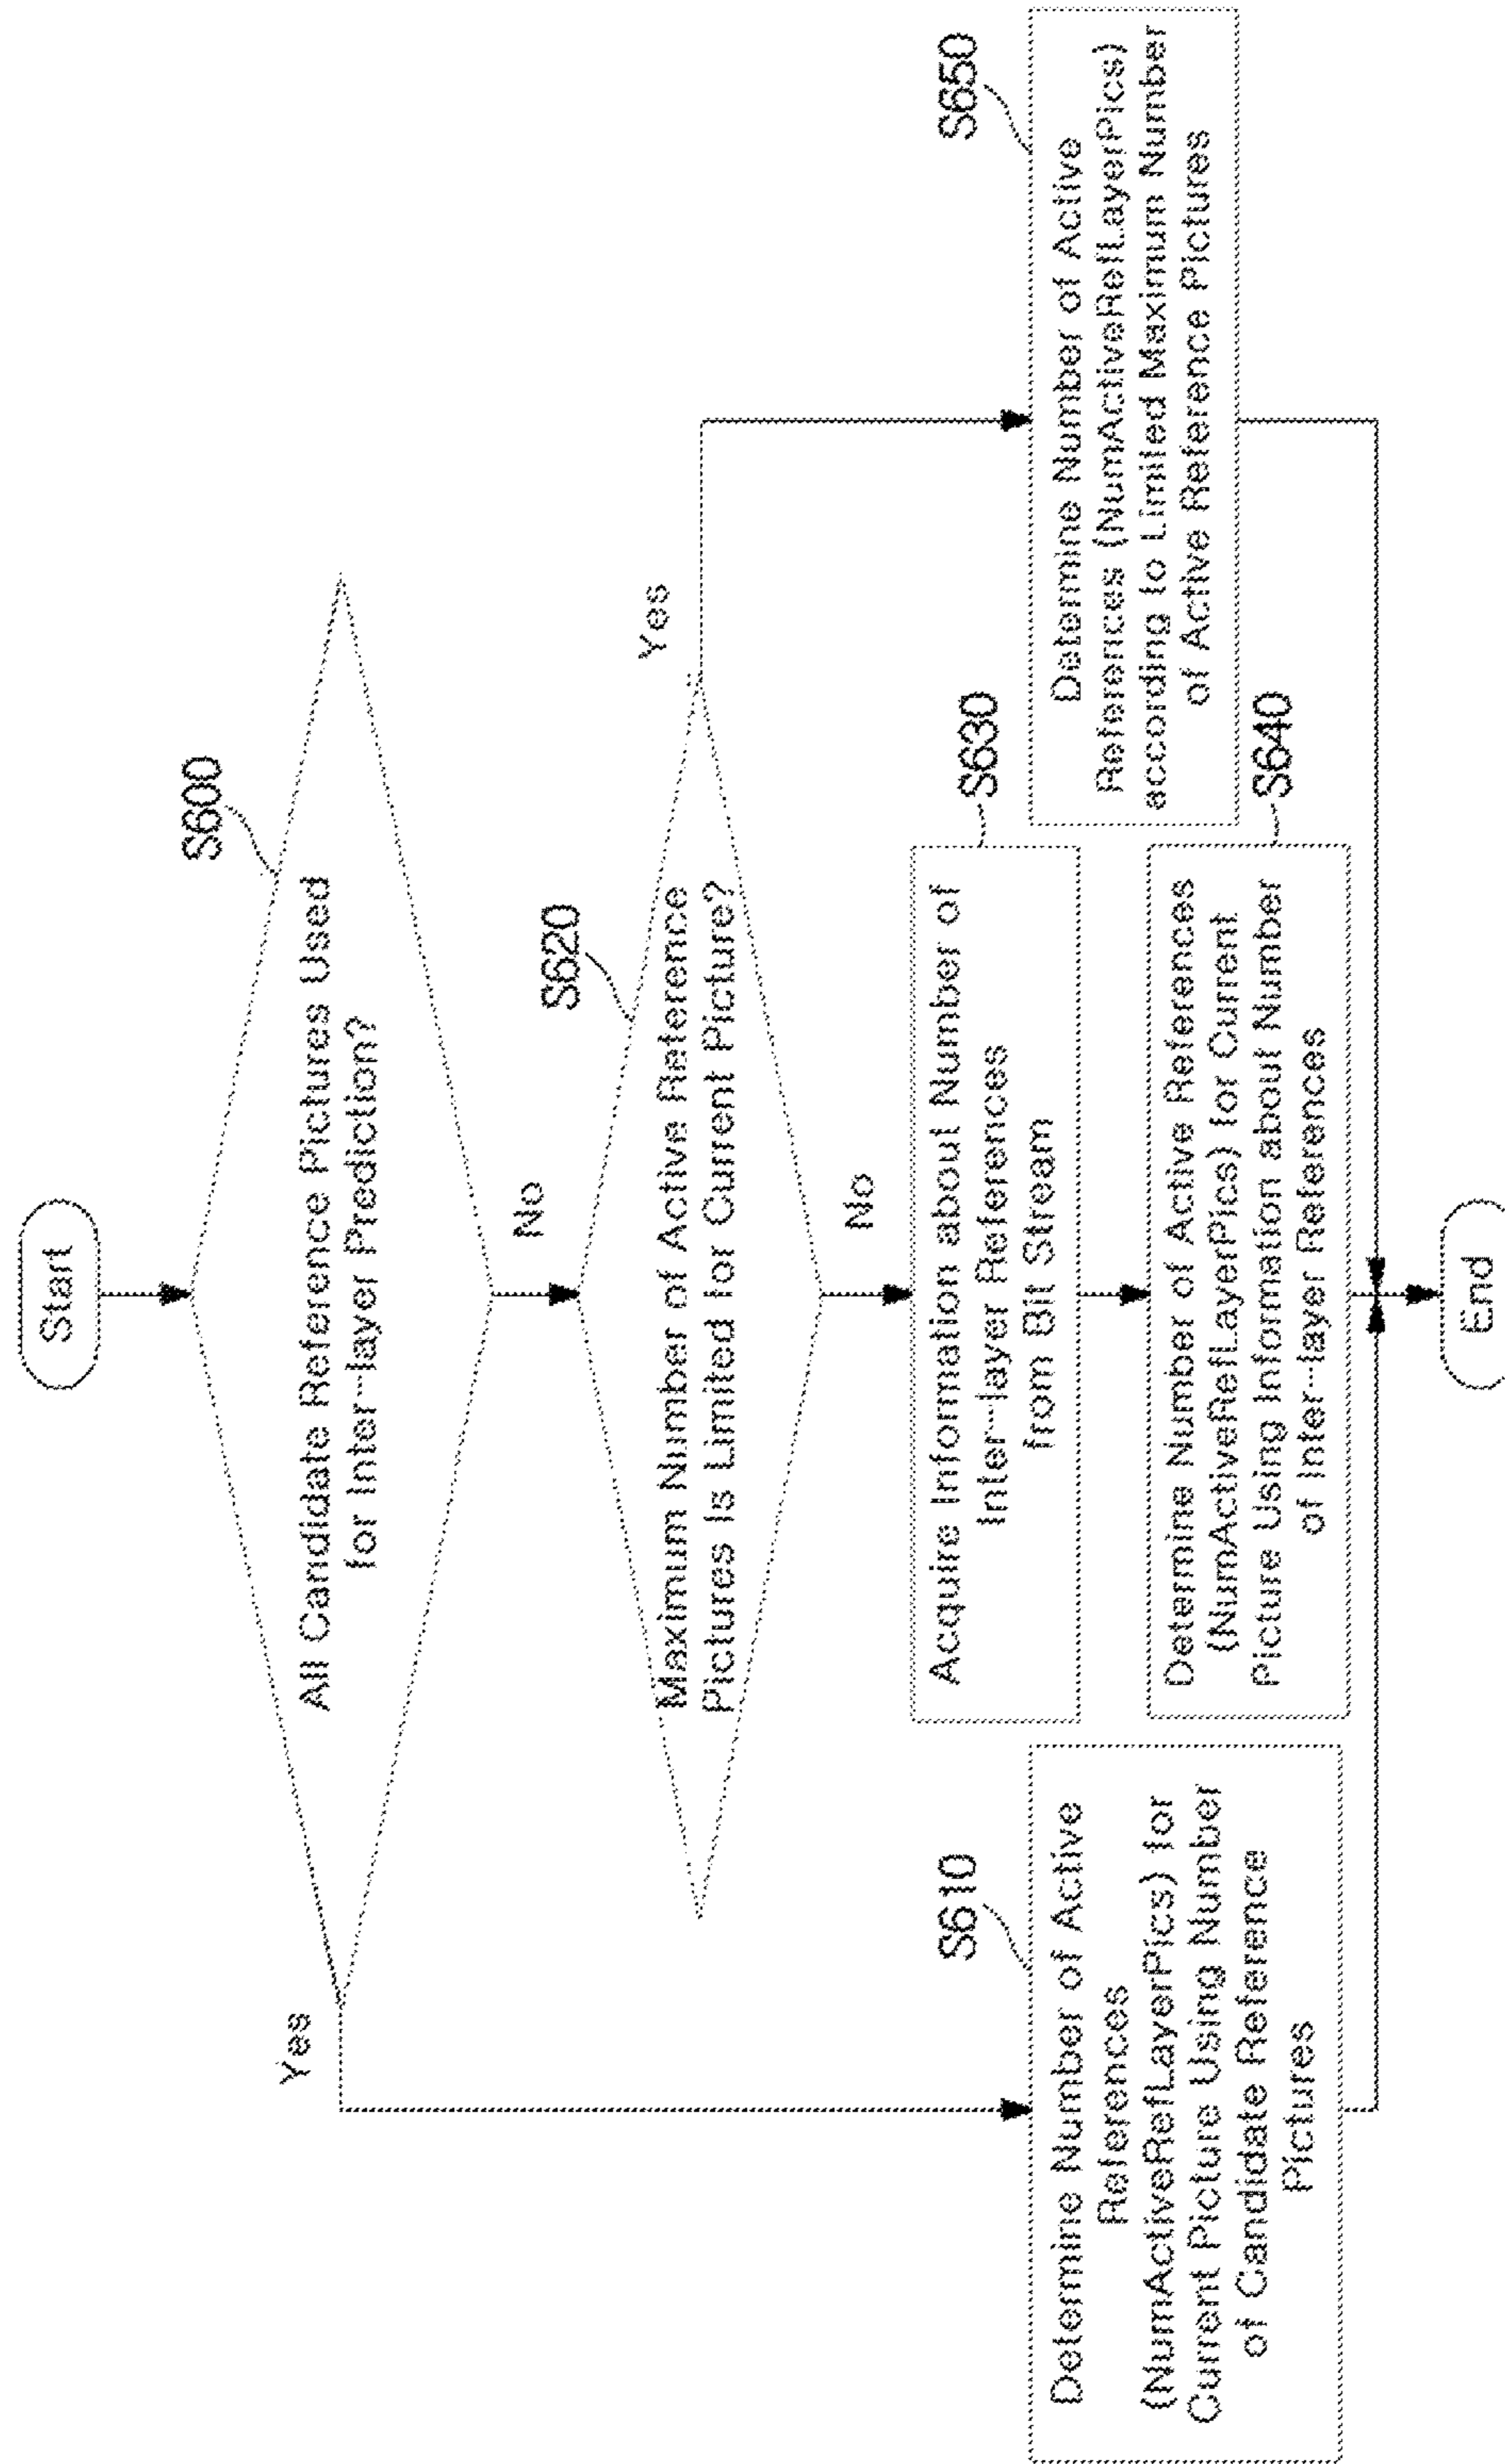 Start
S600
All Candidate Reference Pictures Used
for Inter-layer Prediction?
Yes
No
S620
Maximum Number of Active Reference
Pictures Is Limited for Current Picture?
Yes
No
S610
Determine Number of Active
References
(NumActiveRefLayerPics) for
Current Picture Using Number
of Candidate Reference
Pictures
S630
Acquire Information about Number of
Inter-layer References
from Bit Stream
S640
Determine Number of Active References
(NumActiveRefLayerPics) for Current
Picture Using Information about Number
of Inter-layer References
S650
Determine Number of Active
References (NumActiveRefLayerPics)
according to Limited Maximum Number
of Active Reference Pictures
End